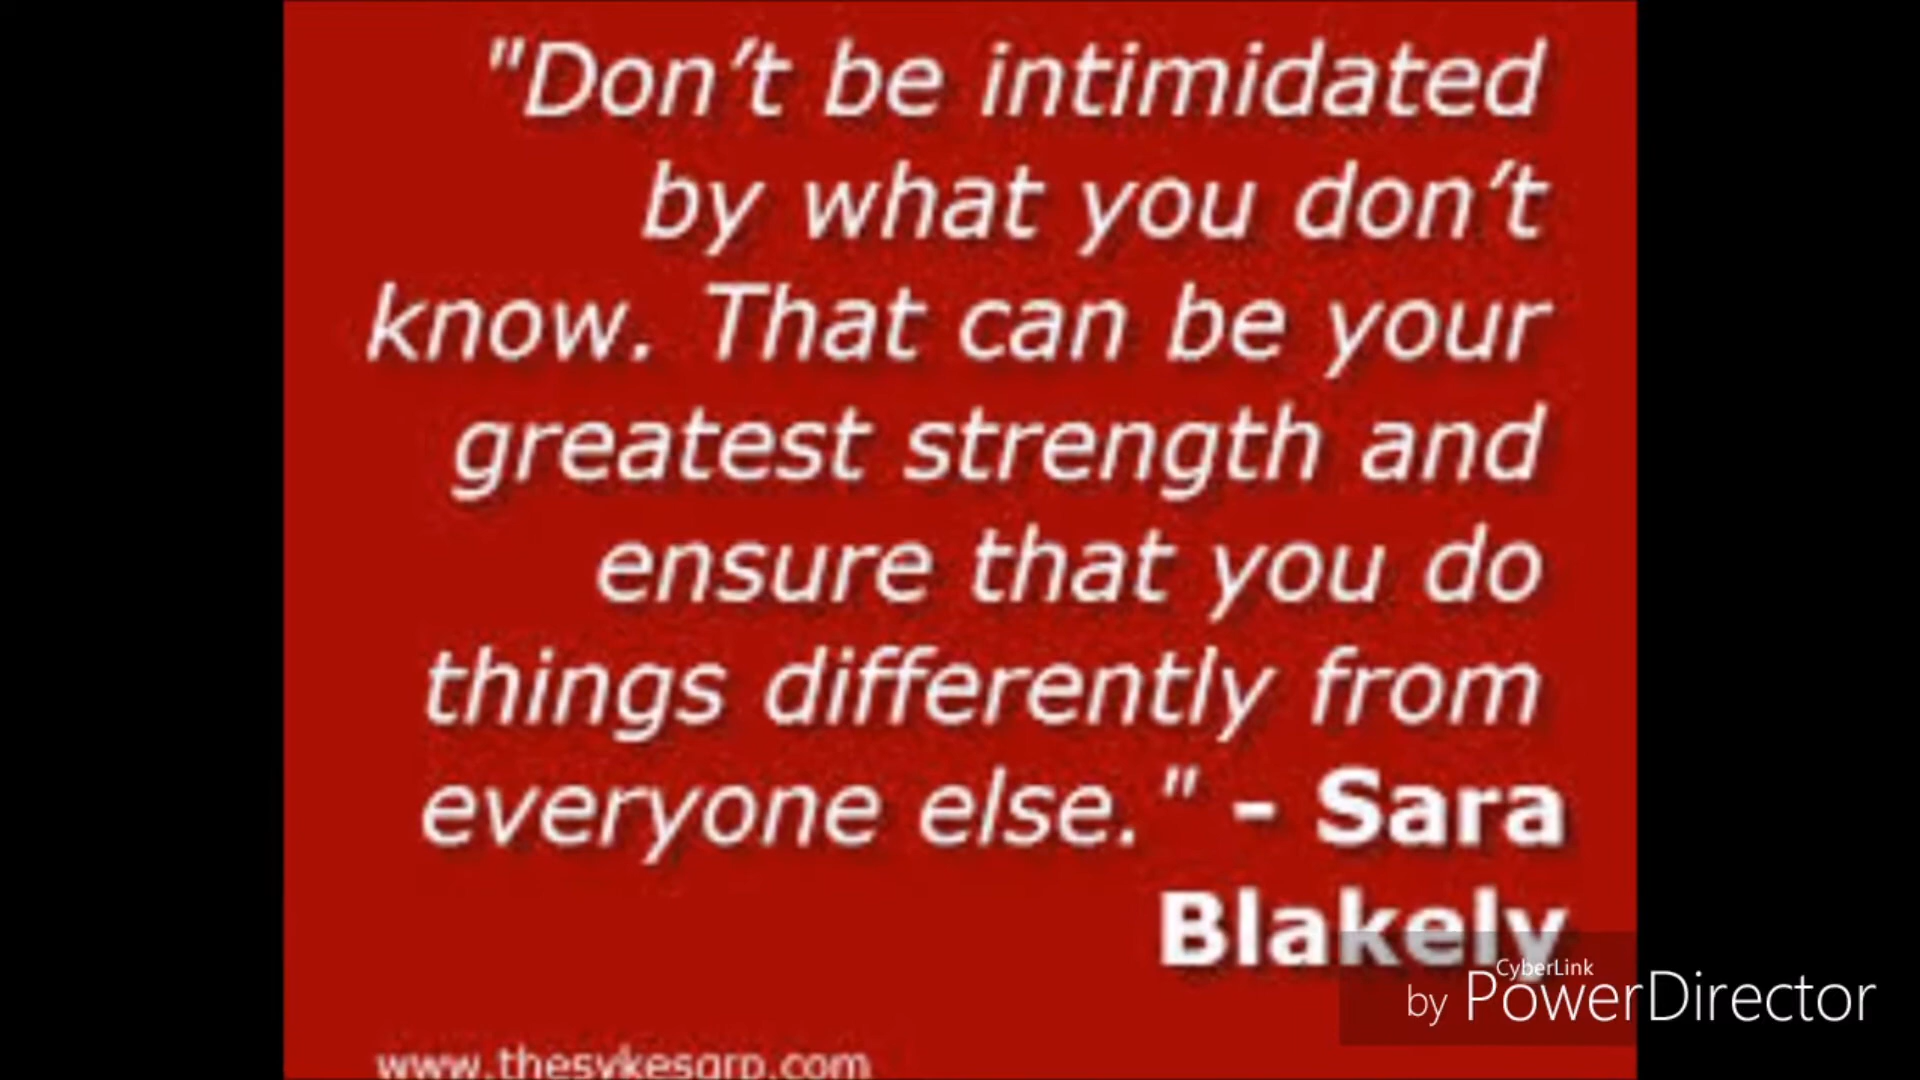 "Don't be intimidated
by what you don't
know. That can be your
greatest strength and
ensure that you do
things differently from
everyone else." - Sara
Blakely
CyberLink
by PowerDirector
www.thesykesgrp.com